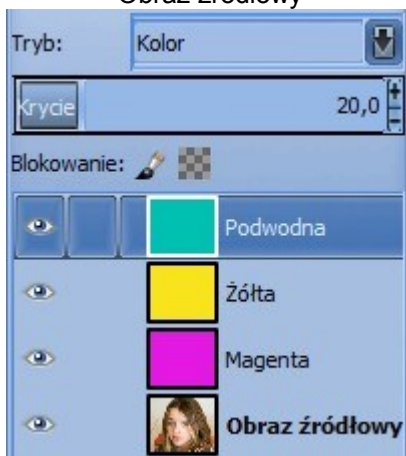 Obraz źródłowy
Tryb: Kolor
Krycie 20,0
Blokowanie:
Podwodna
Żółta
Magenta
Obraz źródłowy